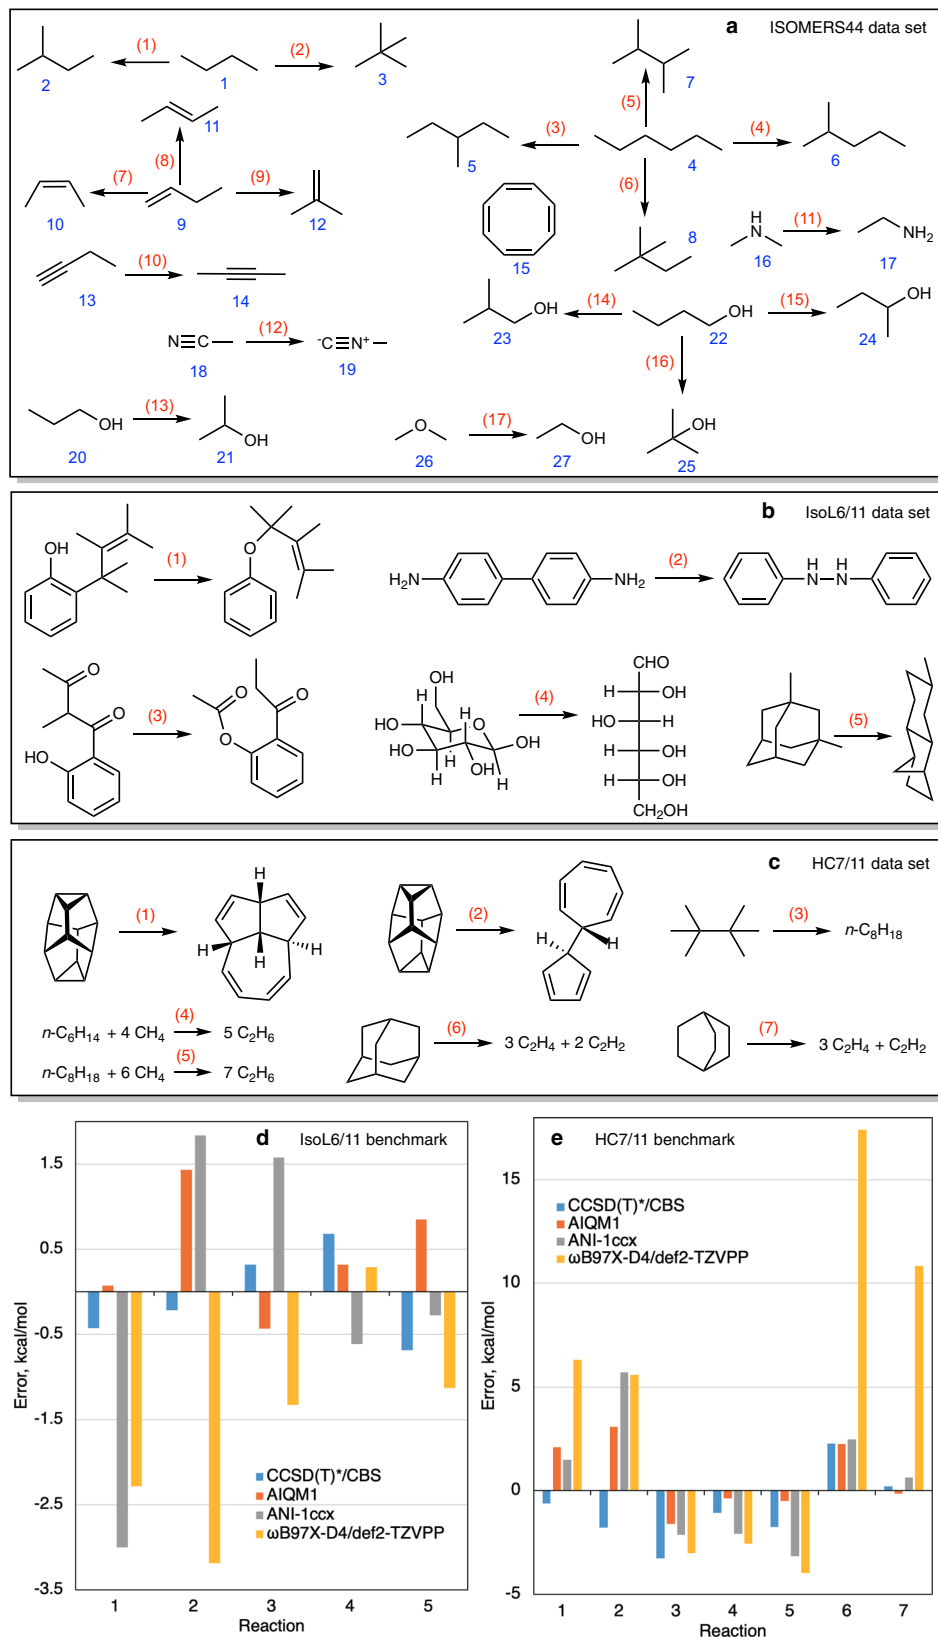 a ISOMERS44 data set
(1)
(2)
2
1
3
7
(5)
11
(8)
(3)
(4)
5
4
6
(7)
(9)
(6)
10
9
12
8
15
H
N
(11)
NH2
16
17
(10)
13
14
OH
(14)
OH
(15)
OH
23
22
24
N C
(12)
-C N+
18
19
(16)
OH
(13)
OH
20
21
O
(17)
OH
26
27
OH
25
b IsoL6/11 data set
OH
(1)
O
H2N
NH2
(2)
H H
N N
O
O
HO
(3)
O
O
O
OH
H
HO
HO
H
O
H
OH
OH
H
H
(4)
CHO
H OH
HO H
H OH
H OH
CH2OH
(5)
c HC7/11 data set
(1)
H
H
H
H
(2)
H
H
(3)
n-C8H18
n-C6H14 + 4 CH4 (4) 5 C2H6
n-C8H18 + 6 CH4 (5) 7 C2H6
(6)
3 C2H4 + 2 C2H2
(7)
3 C2H4 + C2H2
d IsoL6/11 benchmark
1.5
0.5
-0.5
-1.5
-2.5
-3.5
Error, kcal/mol
CCSD(T)*/CBS
AIQM1
ANI-1ccx
ωB97X-D4/def2-TZVPP
1 2 3 4 5
Reaction
e HC7/11 benchmark
15
10
5
0
-5
Error, kcal/mol
CCSD(T)*/CBS
AIQM1
ANI-1ccx
ωB97X-D4/def2-TZVPP
1 2 3 4 5 6 7
Reaction